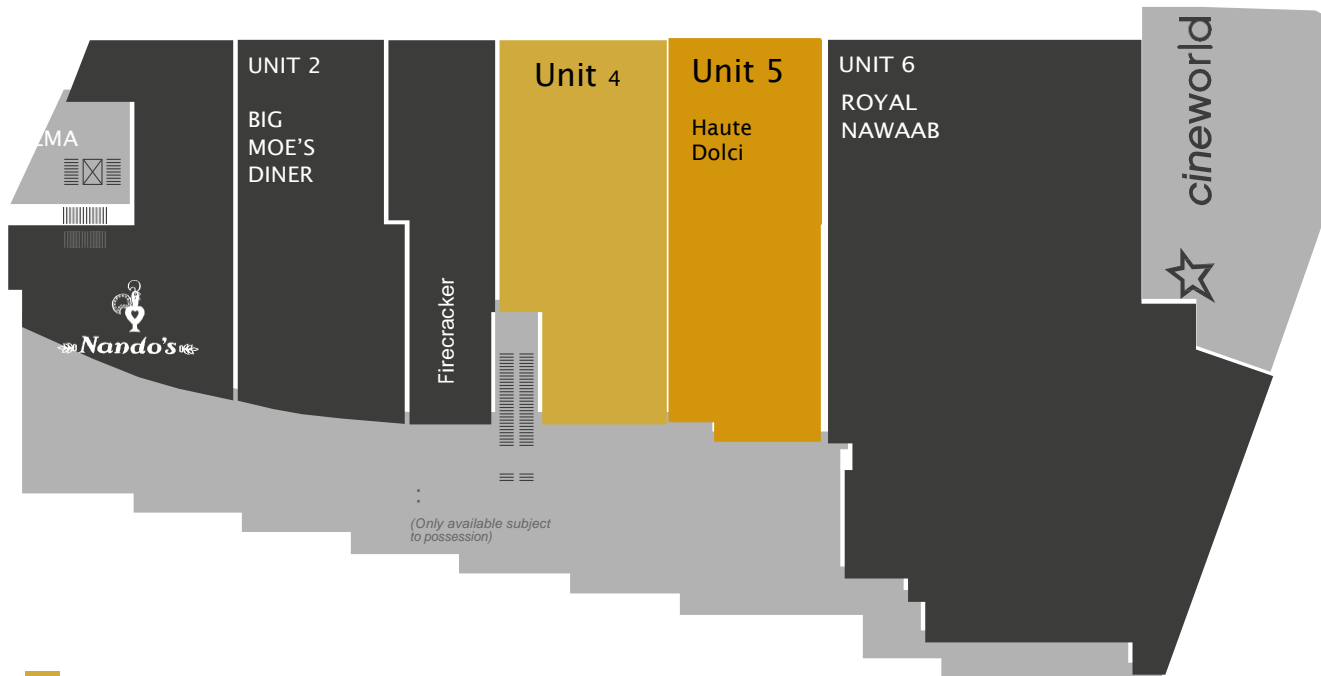 UNIT 2
BIG
MOE'S
DINER
Nando's
Firecracker
Unit 4
Unit 5
Haute
Dolci
UNIT 6
ROYAL
NAWAAB
cineworld
:
(Only available subject
to possession)